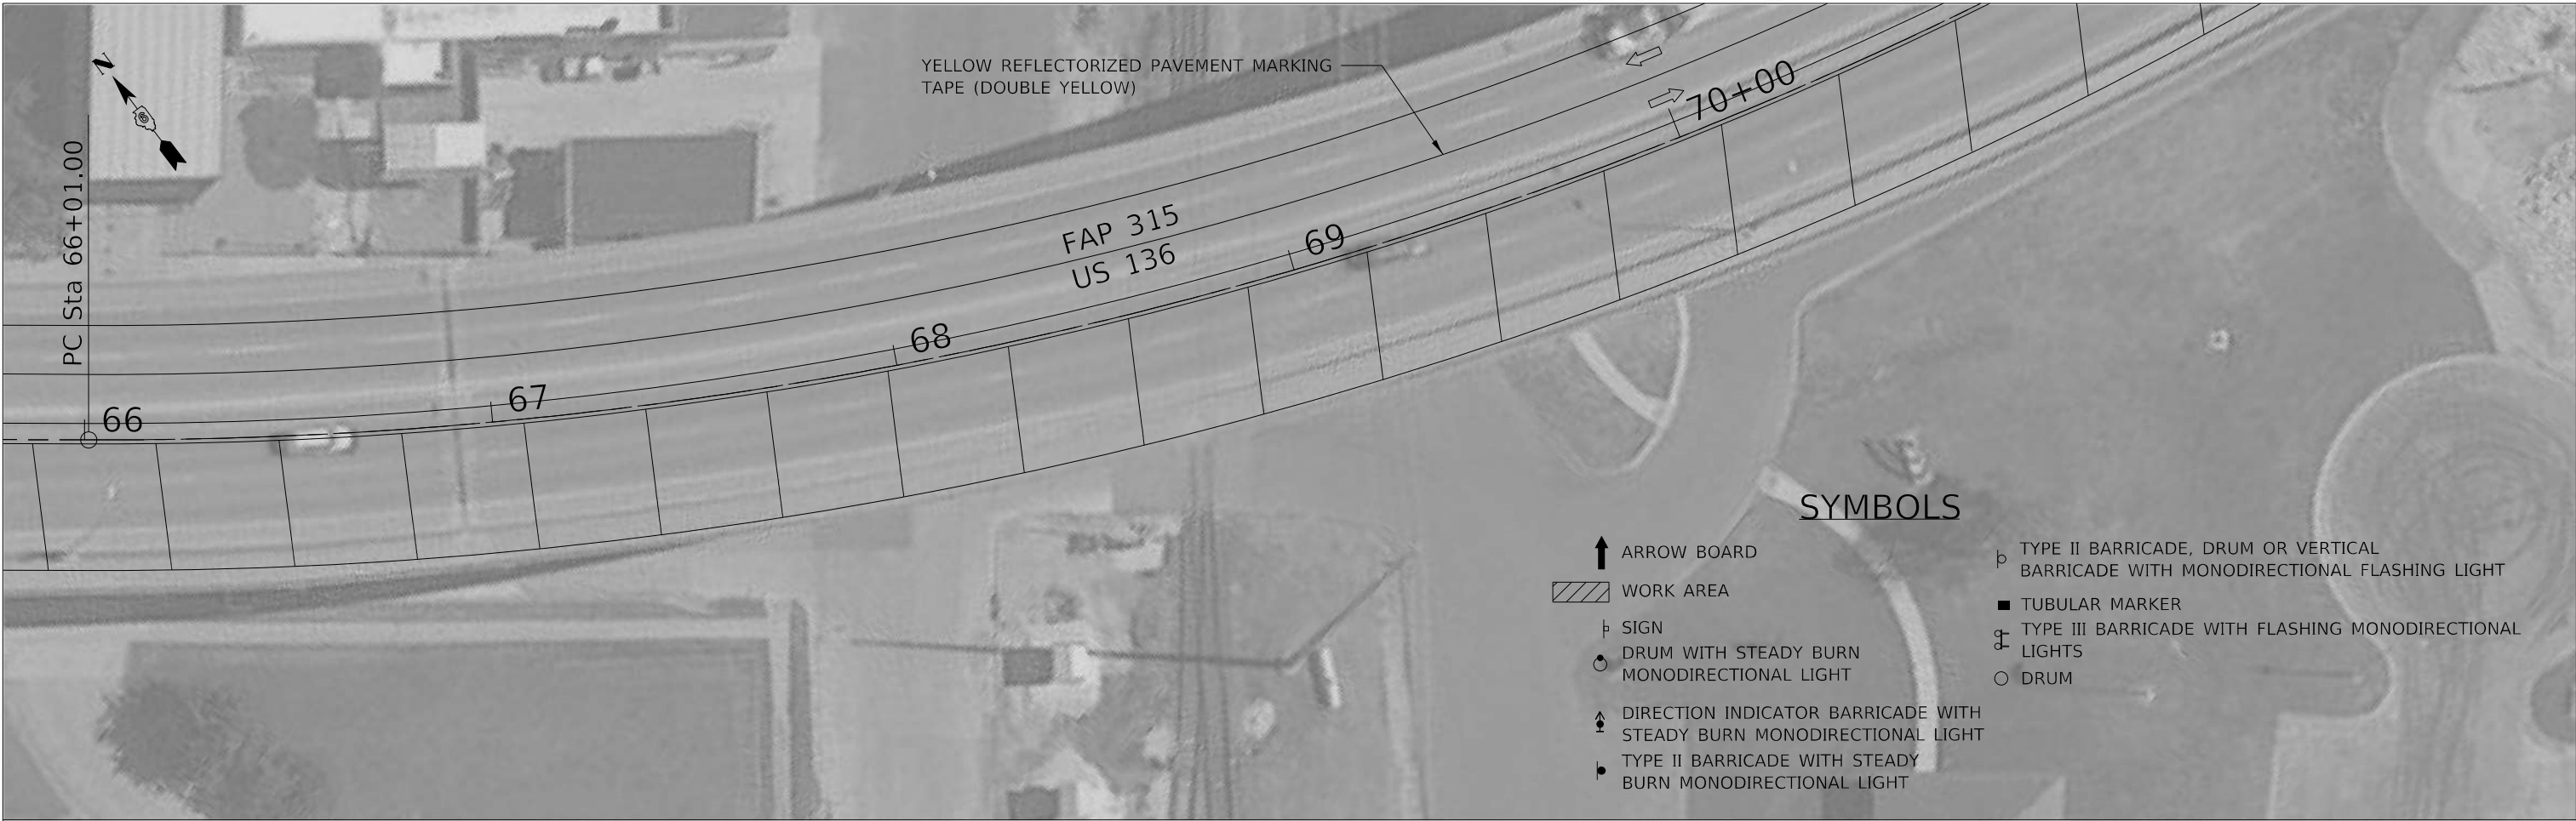 N
PC Sta 66+01.00
YELLOW REFLECTORIZED PAVEMENT MARKING
TAPE (DOUBLE YELLOW)
70+00
FAP 315
US 136
69
68
67
66
SYMBOLS
ARROW BOARD
WORK AREA
SIGN
DRUM WITH STEADY BURN
MONODIRECTIONAL LIGHT
DIRECTION INDICATOR BARRICADE WITH
STEADY BURN MONODIRECTIONAL LIGHT
TYPE II BARRICADE WITH STEADY
BURN MONODIRECTIONAL LIGHT
TYPE II BARRICADE, DRUM OR VERTICAL
BARRICADE WITH MONODIRECTIONAL FLASHING LIGHT
TUBULAR MARKER
TYPE III BARRICADE WITH FLASHING MONODIRECTIONAL
LIGHTS
DRUM